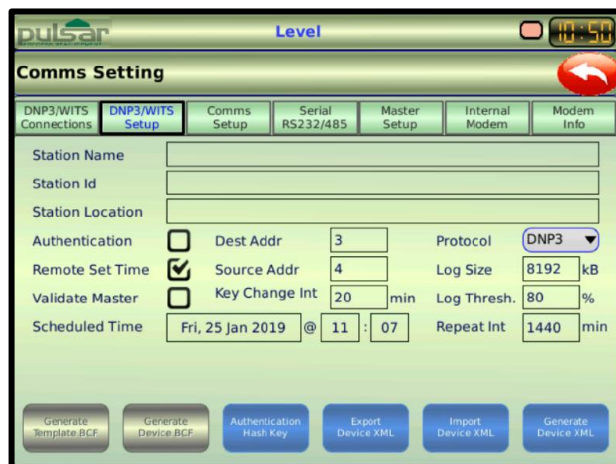 pulsar Level 10:50
Comms Setting
DNP3/WITS Connections DNP3/WITS Setup Comms Setup Serial RS232/485 Master Setup Internal Modem Modem Info
Station Name
Station Id
Station Location
Authentication Dest Addr 3 Protocol DNP3
Remote Set Time Source Addr 4 Log Size 8192 kB
Validate Master Key Change Int 20 min Log Thresh. 80 %
Scheduled Time Fri, 25 Jan 2019 @ 11 : 07 Repeat Int 1440 min
Generate Template BCF Generate Device BCF Authentication Hash Key Export Device XML Import Device XML Generate Device XML